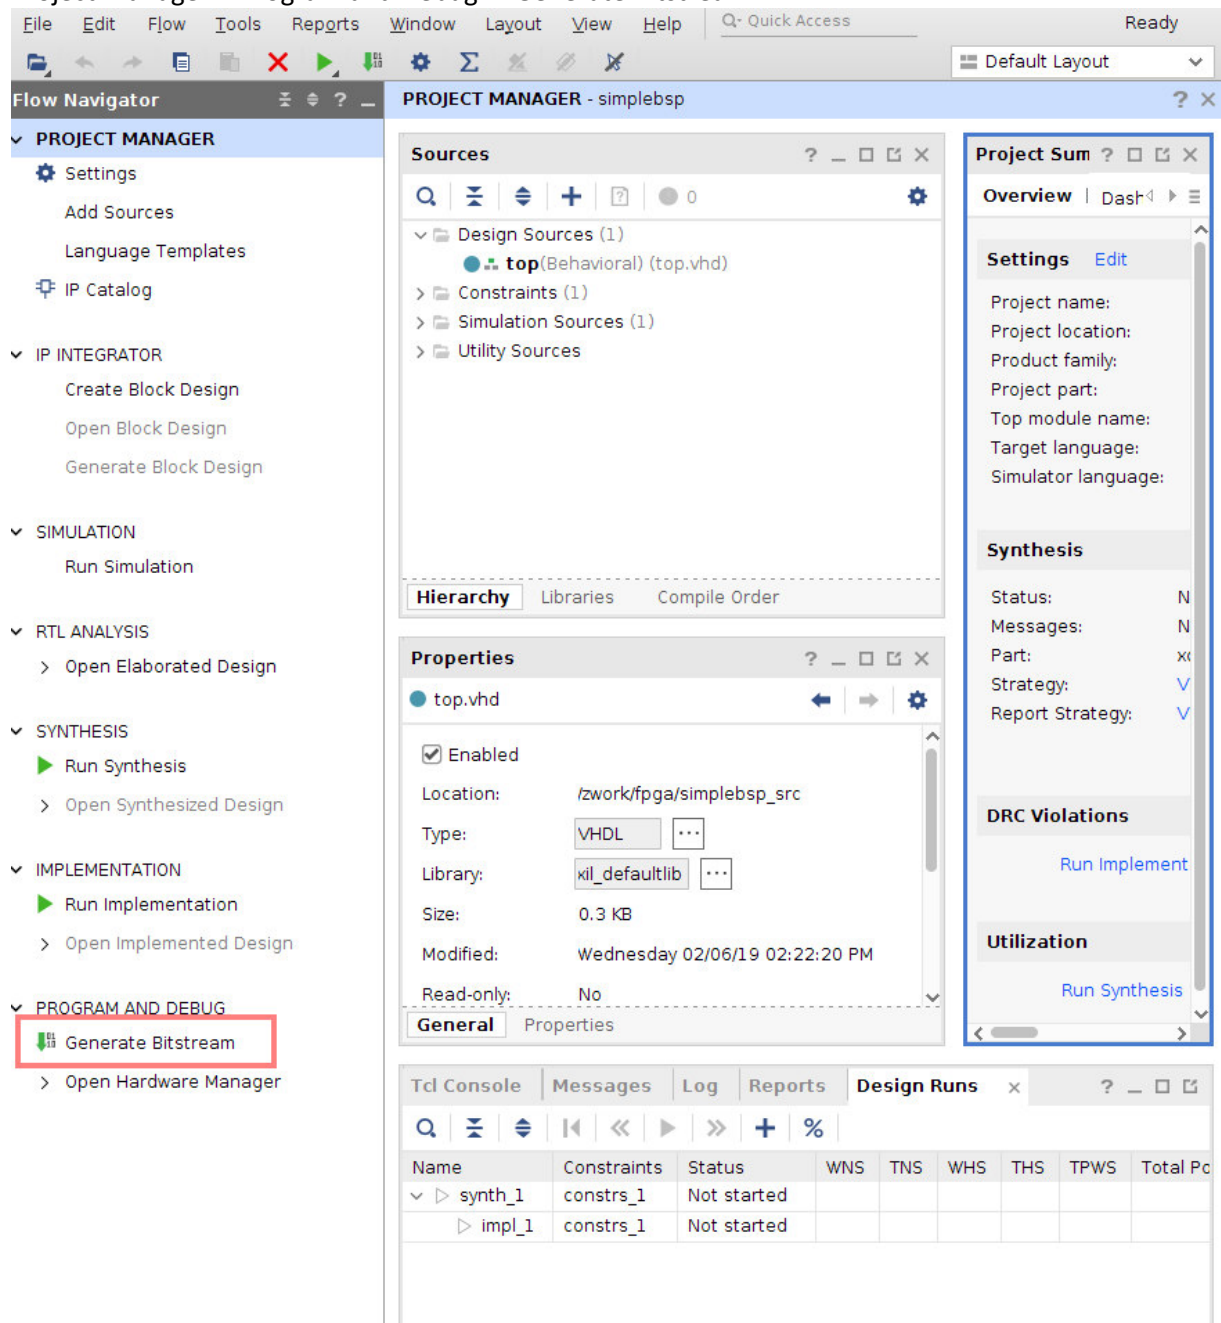 File Edit Flow Tools Reports Window Layout View Help Q- Quick Access Ready
Default Layout
Flow Navigator ? _
PROJECT MANAGER
Settings
Add Sources
Language Templates
IP Catalog
IP INTEGRATOR
Create Block Design
Open Block Design
Generate Block Design
SIMULATION
Run Simulation
RTL ANALYSIS
> Open Elaborated Design
SYNTHESIS
Run Synthesis
> Open Synthesized Design
IMPLEMENTATION
Run Implementation
> Open Implemented Design
PROGRAM AND DEBUG
Generate Bitstream
> Open Hardware Manager
PROJECT MANAGER - simplebsp ? X
Sources ? _ X
0
Design Sources (1)
top(Behavioral) (top.vhd)
> Constraints (1)
> Simulation Sources (1)
> Utility Sources
Hierarchy Libraries Compile Order
Properties ? _ X
top.vhd
Enabled
Location: /zwork/fpga/simplebsp_src
Type: VHDL ...
Library: xil_defaultlib ...
Size: 0.3 KB
Modified: Wednesday 02/06/19 02:22:20 PM
Read-only: No
General Properties
Project Sum ? X
Overview | Dash
Settings Edit
Project name:
Project location:
Product family:
Project part:
Top module name:
Target language:
Simulator language:
Synthesis
Status: N
Messages: N
Part: xc
Strategy: V
Report Strategy: V
DRC Violations
Run Implement
Utilization
Run Synthesis
Tcl Console Messages Log Reports Design Runs × ? _
%
Name Constraints Status WNS TNS WHS THS TPWS Total Po
synth_1 constrs_1 Not started
impl_1 constrs_1 Not started